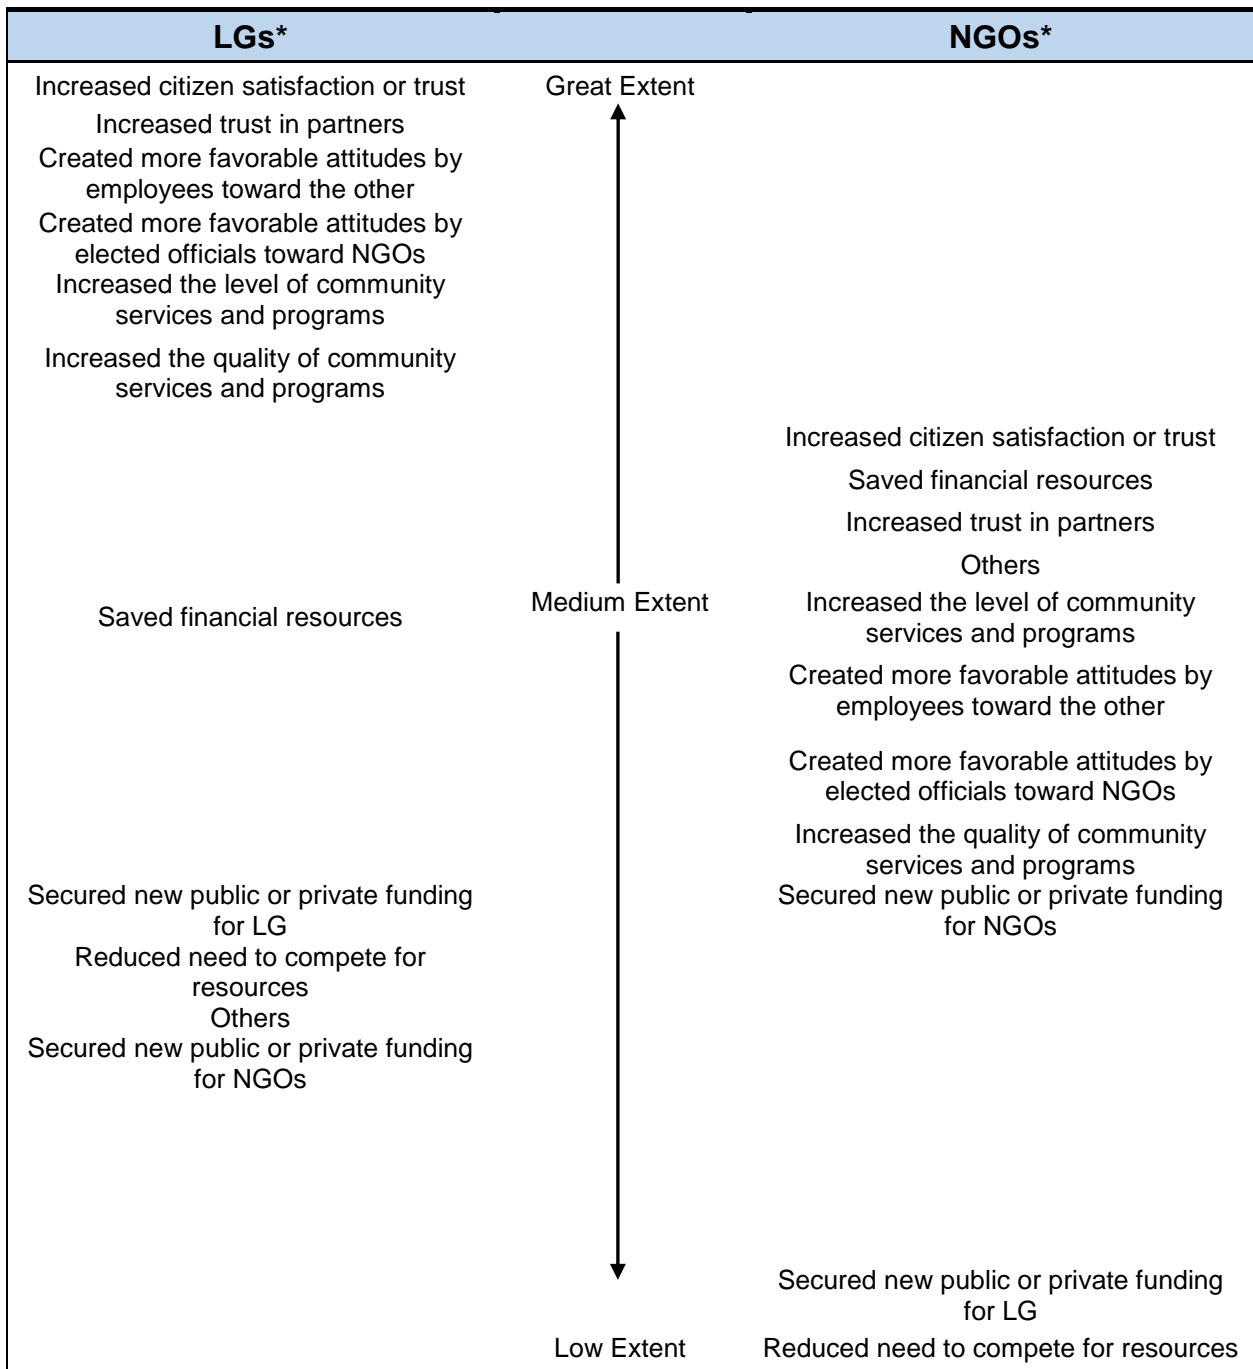 LGs*
NGOs*
Increased citizen satisfaction or trust
Great Extent
Increased trust in partners
Created more favorable attitudes by
employees toward the other
Created more favorable attitudes by
elected officials toward NGOs
Increased the level of community
services and programs
Increased the quality of community
services and programs
Increased citizen satisfaction or trust
Saved financial resources
Increased trust in partners
Others
Saved financial resources
Medium Extent
Increased the level of community
services and programs
Created more favorable attitudes by
employees toward the other
Created more favorable attitudes by
elected officials toward NGOs
Increased the quality of community
services and programs
Secured new public or private funding
for LG
Secured new public or private funding
for NGOs
Reduced need to compete for
resources
Others
Secured new public or private funding
for NGOs
Secured new public or private funding
for LG
Low Extent
Reduced need to compete for resources